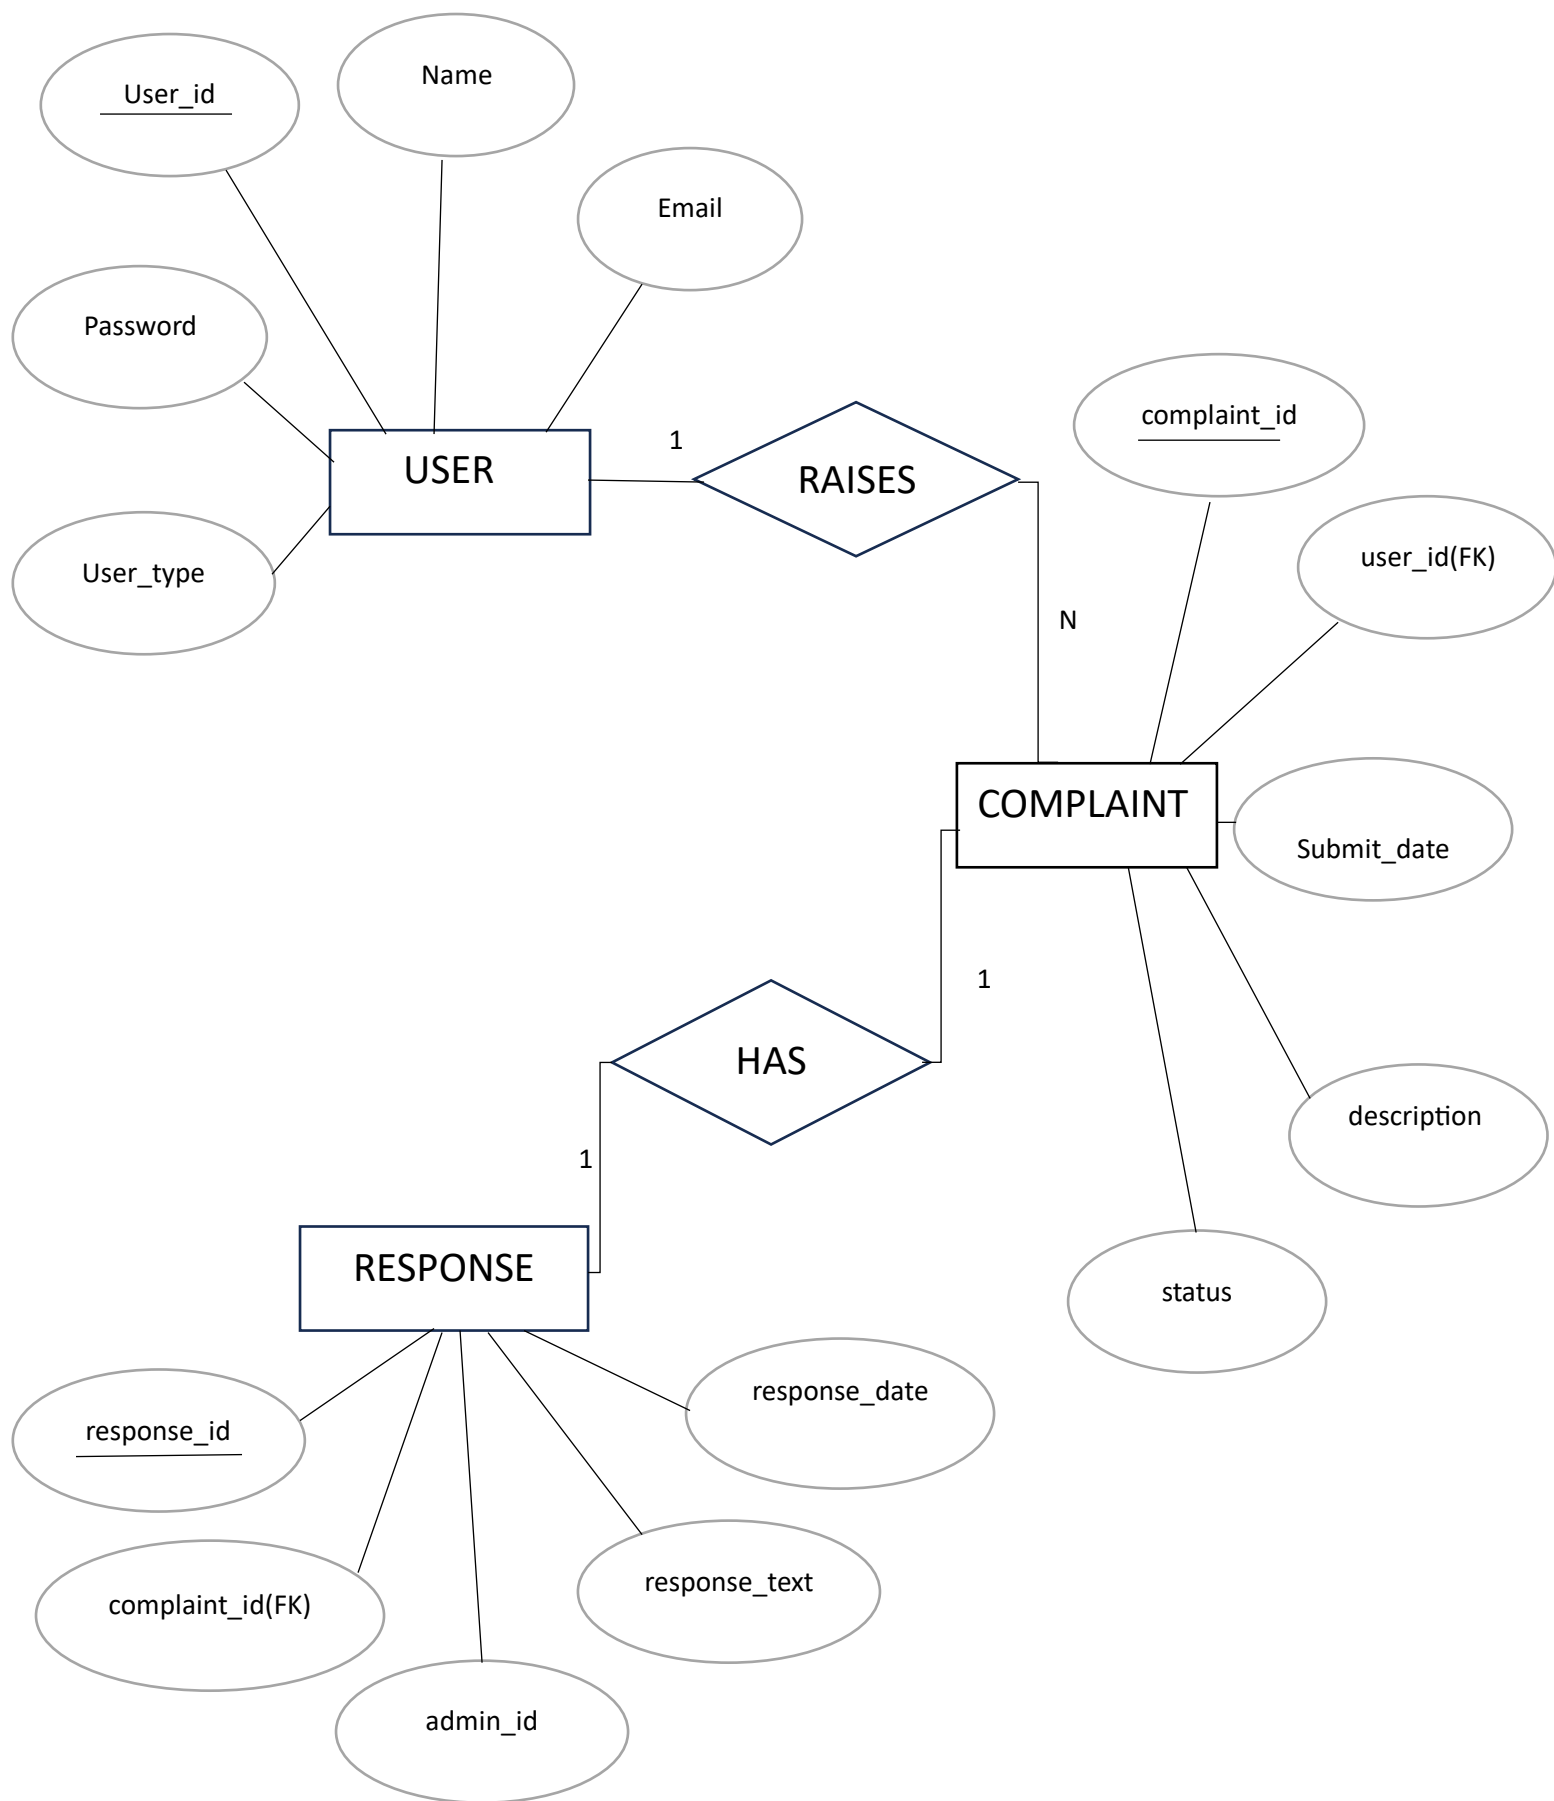 User_id
Name
Email
Password
User_type
USER
1
RAISES
N
complaint_id
user_id(FK)
COMPLAINT
Submit_date
description
status
1
HAS
1
RESPONSE
response_id
complaint_id(FK)
admin_id
response_text
response_date